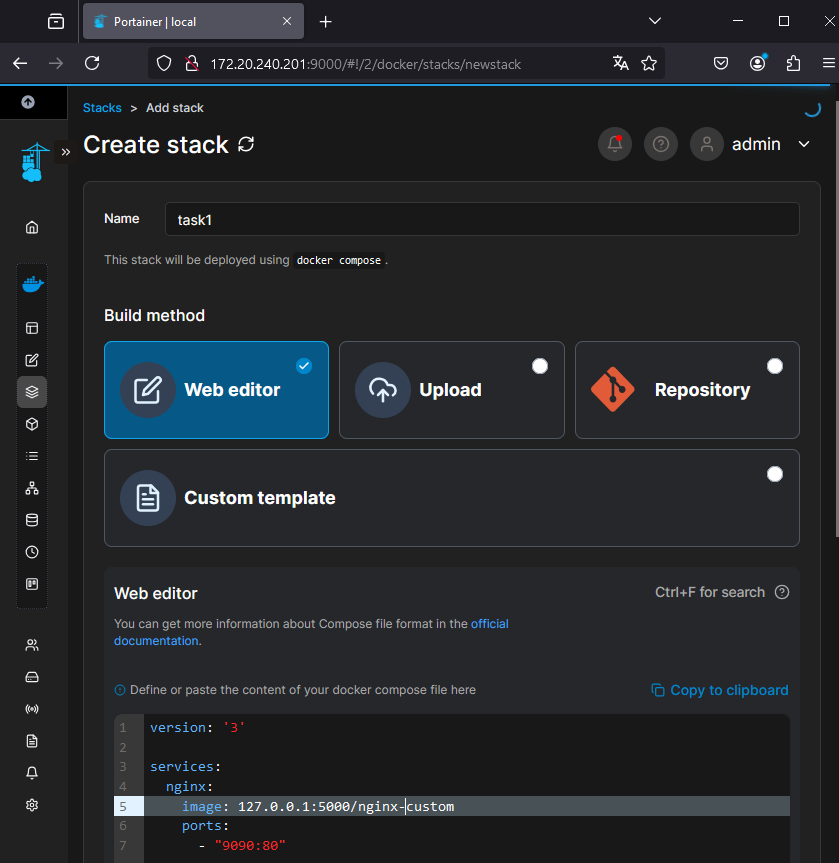 Portainer | local
172.20.240.201:9000/#!/2/docker/stacks/newstack
Stacks > Add stack
Create stack
admin
Name
task1
This stack will be deployed using docker compose.
Build method
Web editor
Upload
Repository
Custom template
Web editor
Ctrl+F for search
You can get more information about Compose file format in the official
documentation.
Define or paste the content of your docker compose file here
Copy to clipboard
1 version: '3'
2
3 services:
4 nginx:
5 image: 127.0.0.1:5000/nginx-custom
6 ports:
7 - "9090:80"